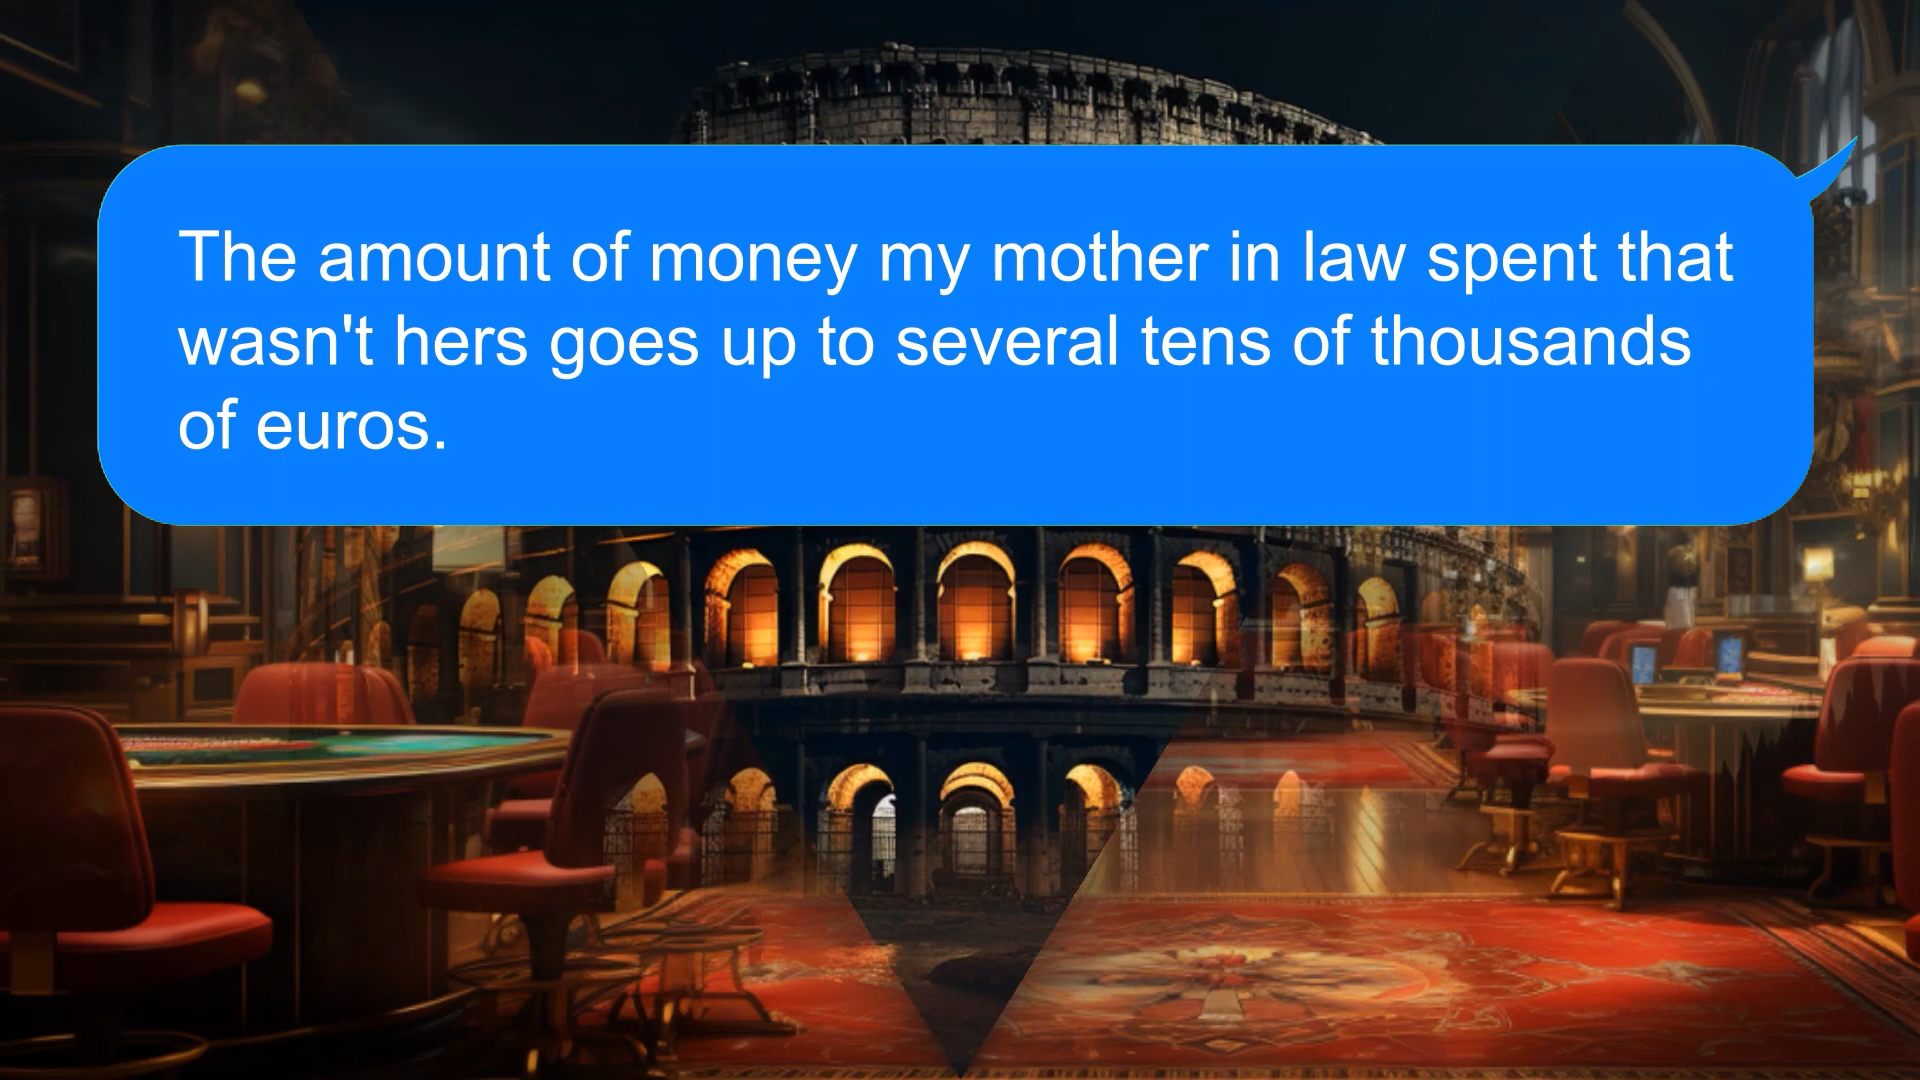 The amount of money my mother in law spent that
wasn't hers goes up to several tens of thousands
of euros.